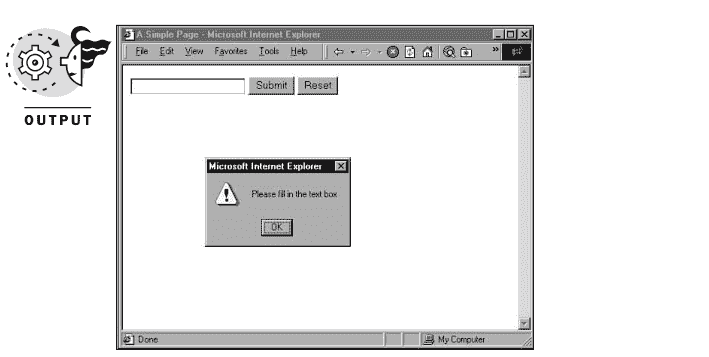 A Simple Page - Microsoft Internet Explorer
File Edit View Favorites Tools Help »
Submit Reset
OUTPUT
Microsoft Internet Explorer
Please fill in the text box
OK
Done My Computer